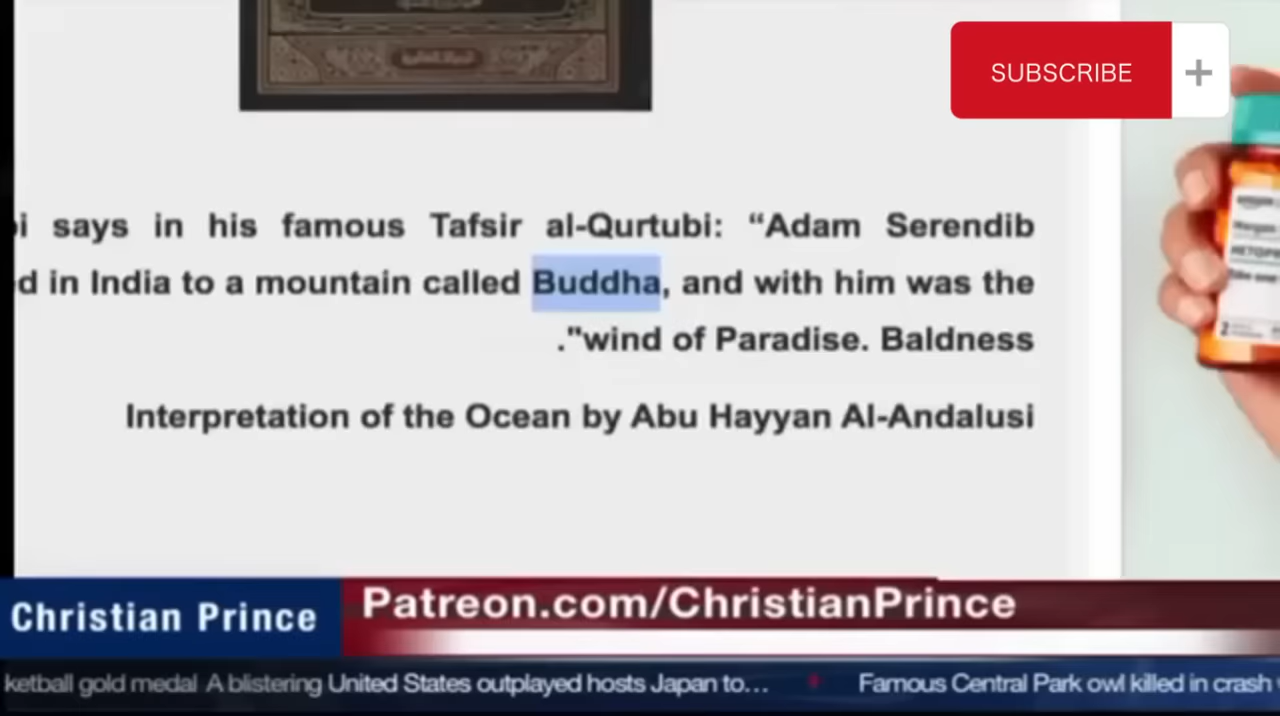 SUBSCRIBE +
i says in his famous Tafsir al-Qurtubi: “Adam Serendib
d in India to a mountain called Buddha, and with him was the
."wind of Paradise. Baldness
Interpretation of the Ocean by Abu Hayyan Al-Andalusi
Christian Prince
Patreon.com/ChristianPrince
ketball gold medal A blistering United States outplayed hosts Japan to...
Famous Central Park owl killed in crash